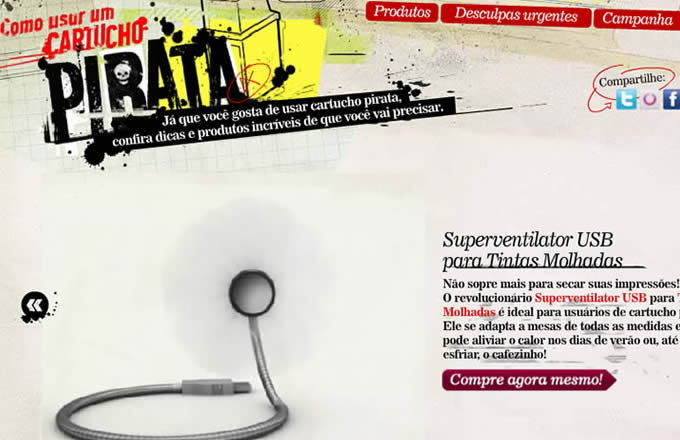 Produtos
Desculpas urgentes
Campanha
Como usar um
CARTUCHO
PIRATA
Compartilhe:
Já que você gosta de usar cartucho pirata,
confira dicas e produtos incríveis de que você vai precisar.
Superventilator USB
para Tintas Molhadas
Não sopre mais para secar suas impressões!
O revolucionário Superventilator USB para
Molhadas é ideal para usuários de cartucho
Ele se adapta a mesas de todas as medidas e
pode aliviar o calor nos dias de verão ou, até
esfriar, o cafezinho!
Compre agora mesmo!